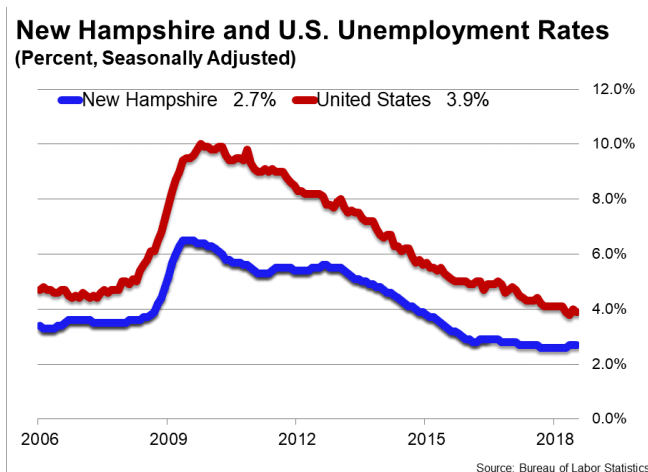 New Hampshire and U.S. Unemployment Rates
(Percent, Seasonally Adjusted)
New Hampshire 2.7% United States 3.9%
12.0%
10.0%
8.0%
6.0%
4.0%
2.0%
0.0%
2006 2009 2012 2015 2018
Source: Bureau of Labor Statistics